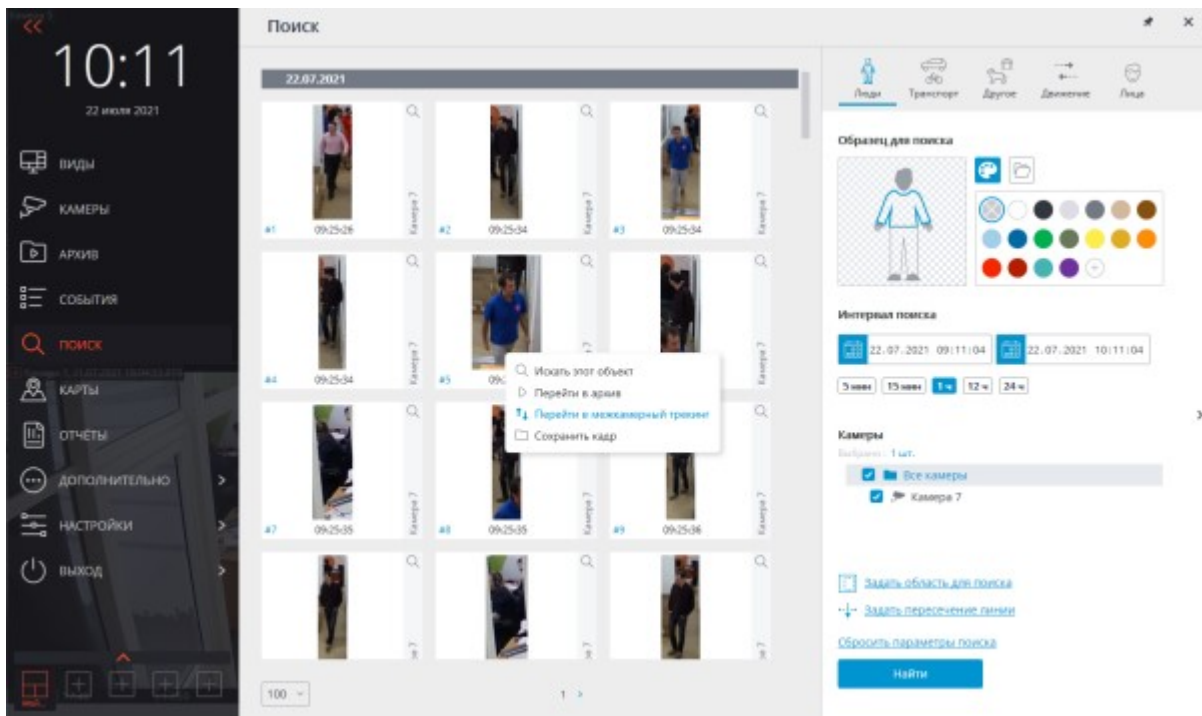 10:11
22 июля 2021
ВИДЫ
КАМЕРЫ
АРХИВ
СОБЫТИЯ
ПОИСК
КАРТЫ
ОТЧЁТЫ
ДОПОЛНИТЕЛЬНО
НАСТРОЙКИ
ВЫХОД
Поиск
22.07.2021
#1 09:25:26 Камера 7
#2 09:25:34 Камера 7
#3 09:25:34 Камера 7
#4 09:25:34 Камера 7
#5
Искать этот объект
Перейти в архив
Перейти в межкамерный трекинг
Сохранить кадр
#7 09:25:35 Камера 7
#8 09:25:35 Камера 7
#9 09:25:36 Камера 7
100
1
Люди Транспорт Другое Движение Лица
Образец для поиска
Интервал поиска
22.07.2021 09:11:04 22.07.2021 10:11:04
5 мин 15 мин 1 ч 12 ч 24 ч
Камеры
Выбрано: 1 шт.
Все камеры
Камера 7
Задать область для поиска
Задать пересечение линии
Сбросить параметры поиска
Найти